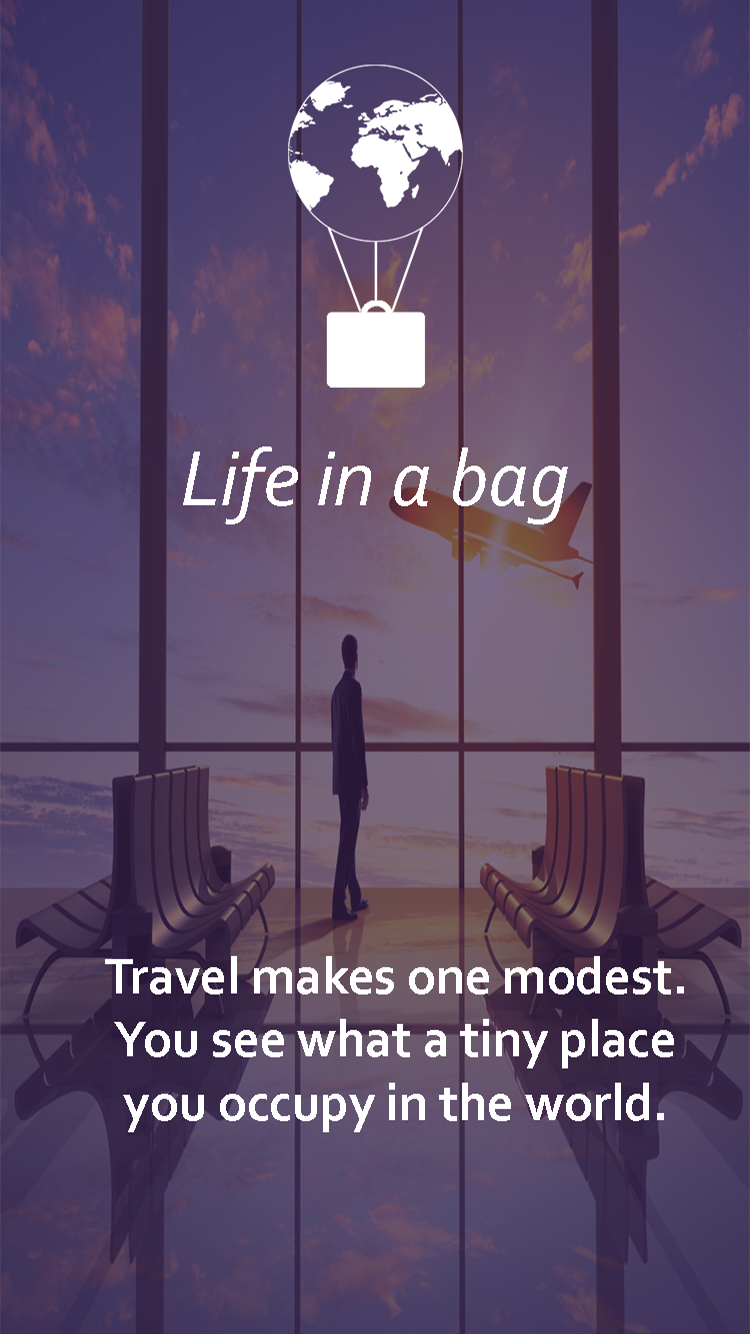 Life in a bag
Travel makes one modest.
You see what a tiny place
you occupy in the world.